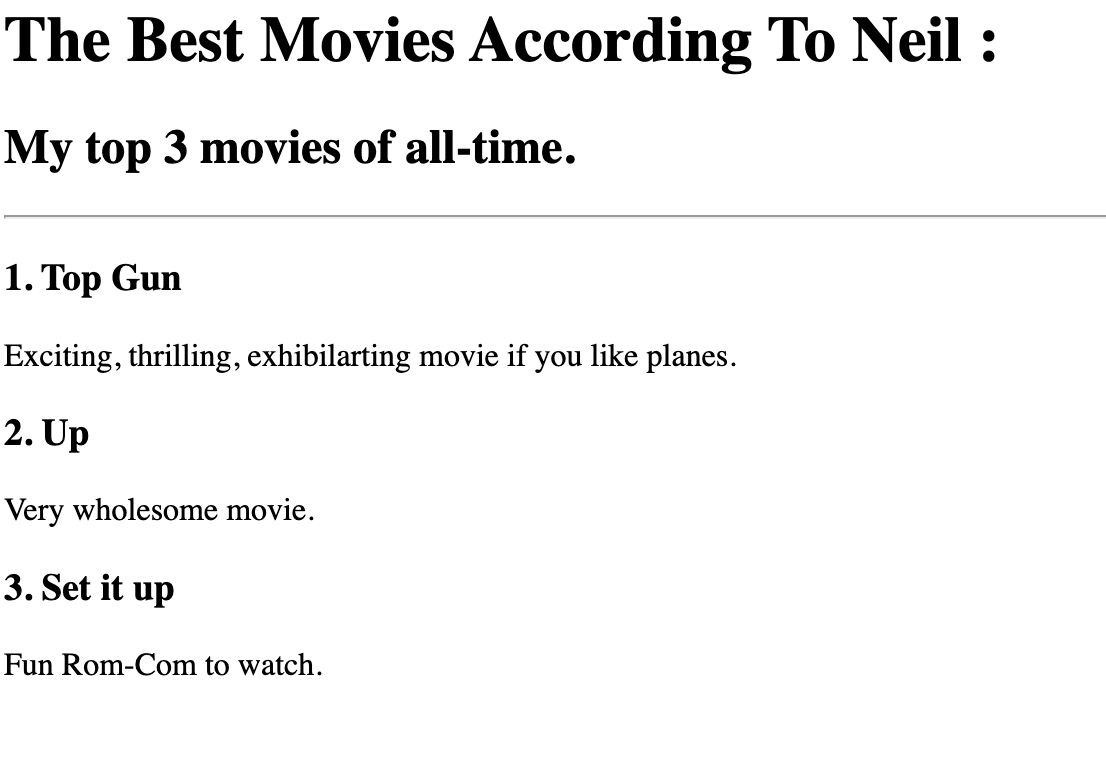 The Best Movies According To Neil :
My top 3 movies of all-time.
1. Top Gun
Exciting, thrilling, exhibilarting movie if you like planes.
2. Up
Very wholesome movie.
3. Set it up
Fun Rom-Com to watch.